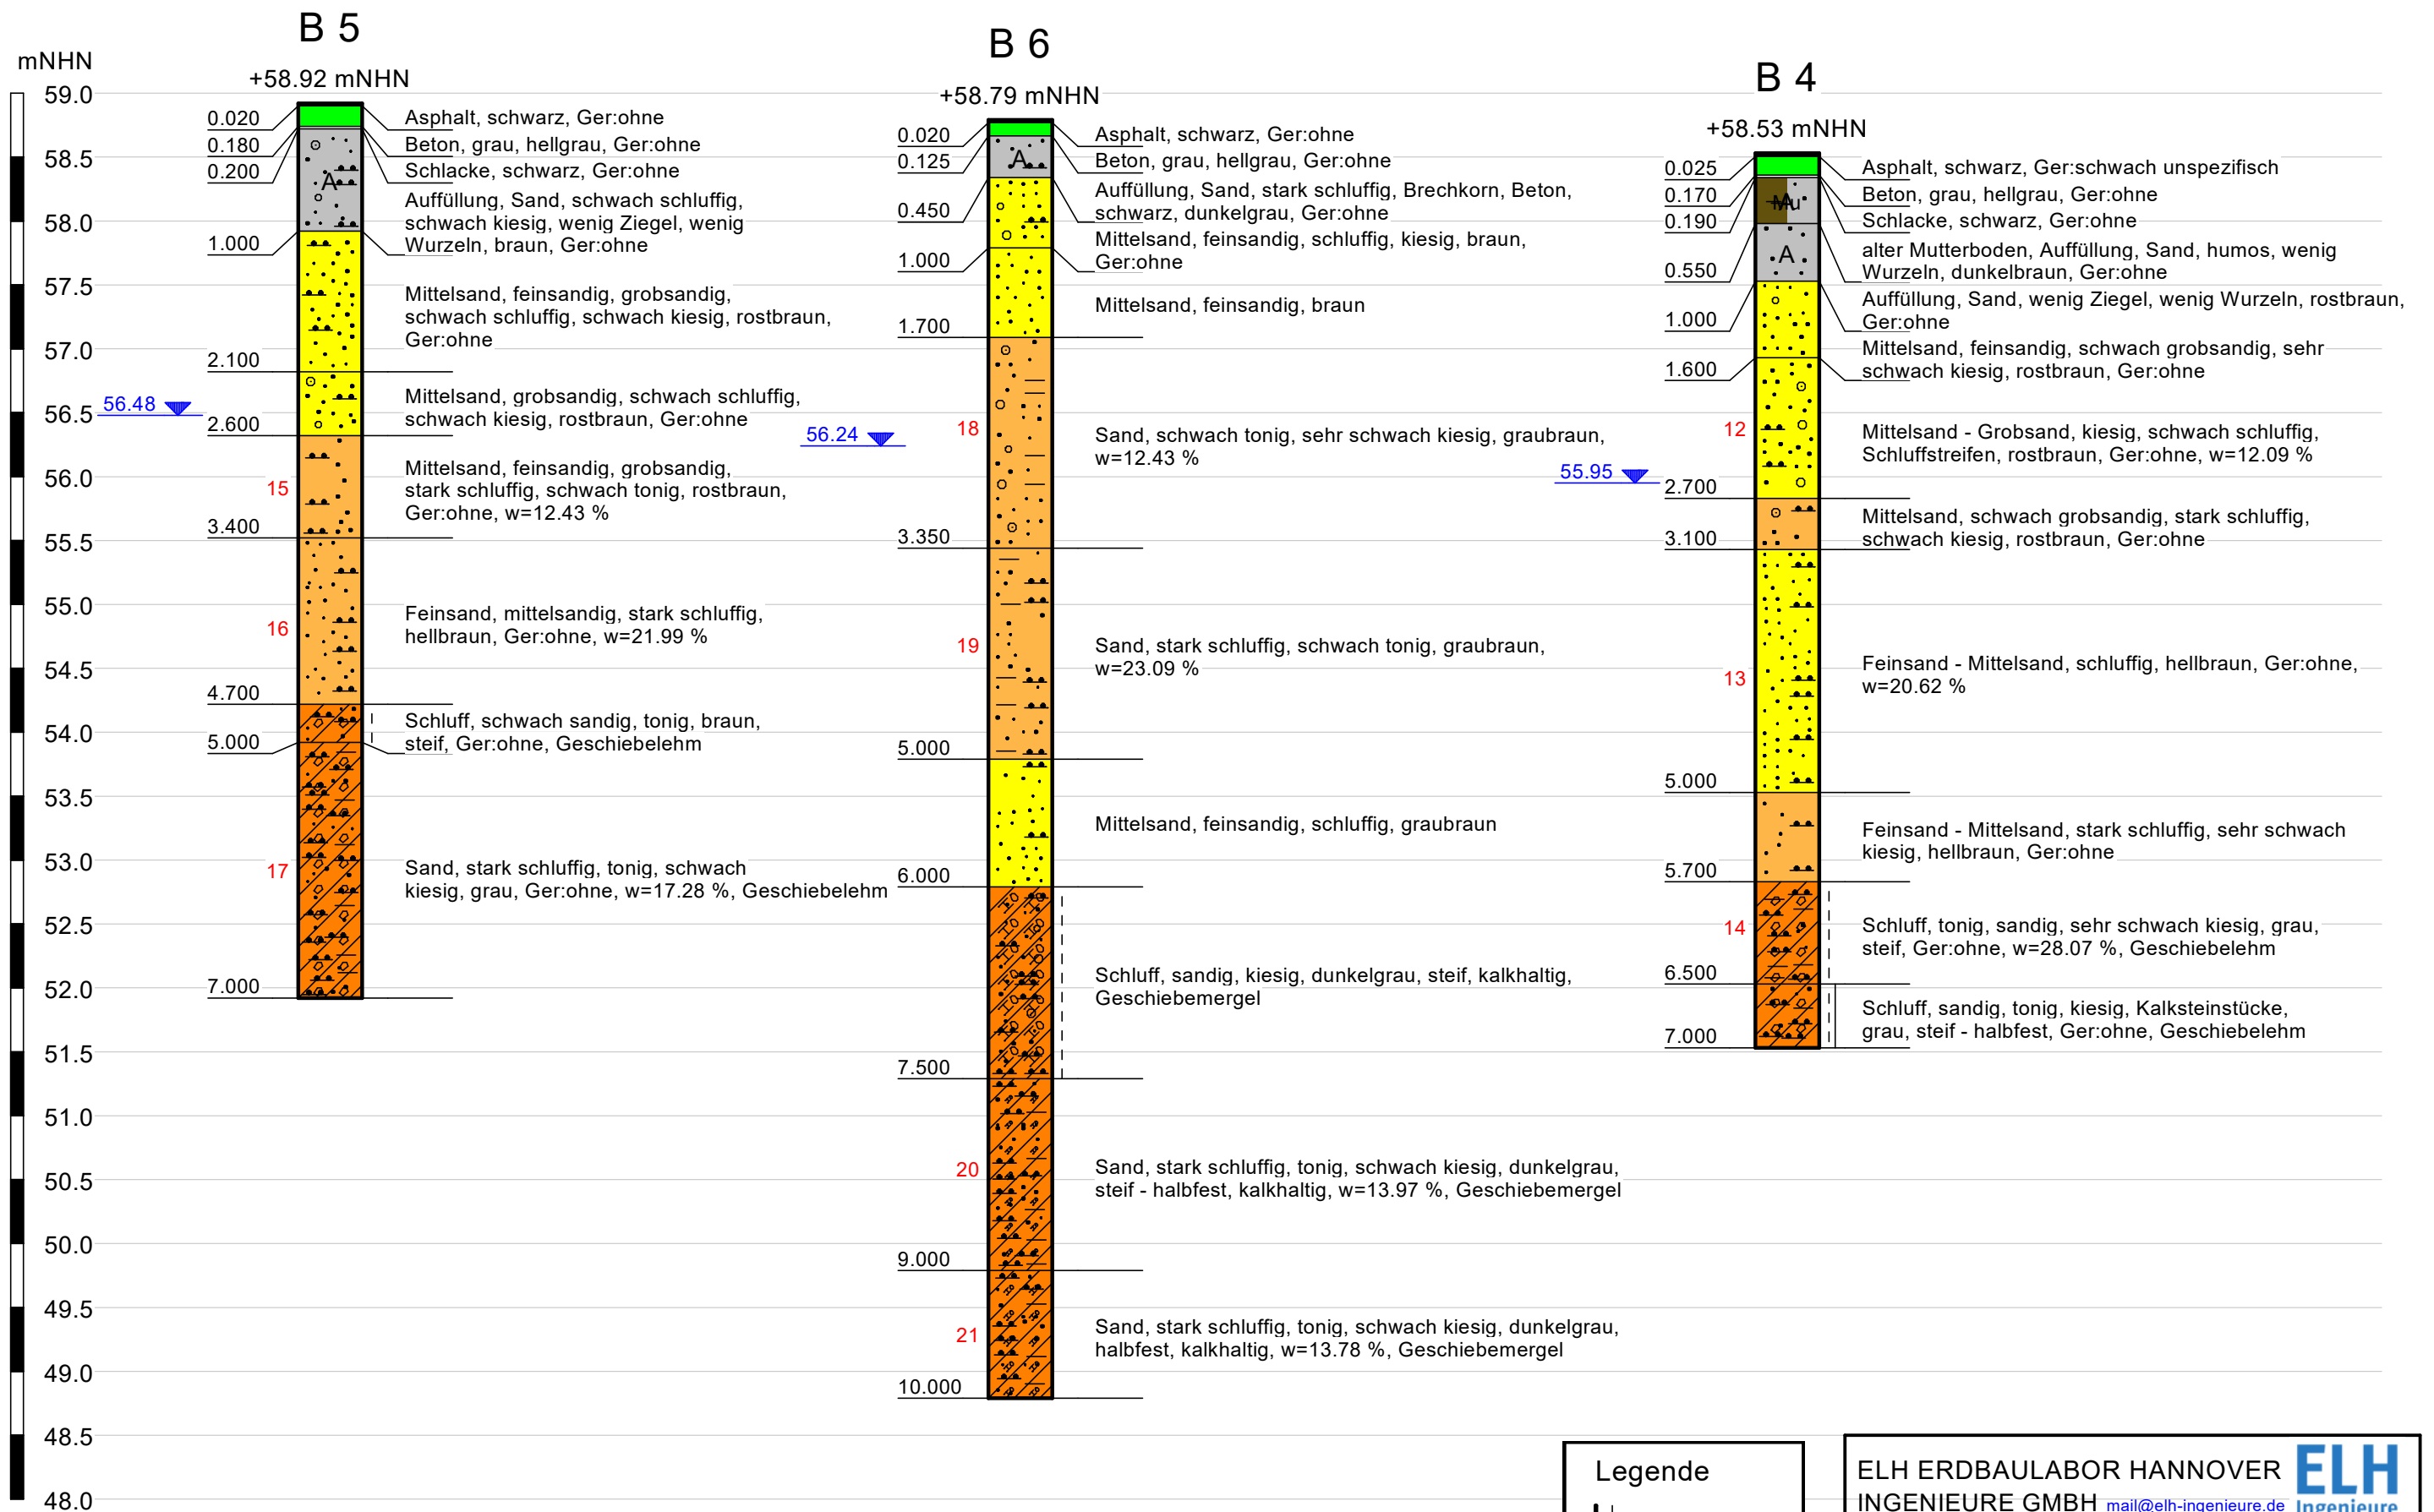 mNHN
59.0
58.5
58.0
57.5
57.0
56.5
56.0
55.5
55.0
54.5
54.0
53.5
53.0
52.5
52.0
51.5
51.0
50.5
50.0
49.5
49.0
48.5
48.0
B 5
+58.92 mNHN
0.020
0.180
0.200
1.000
2.100
2.600
3.400
4.700
5.000
7.000
56.48
15
16
17
Asphalt, schwarz, Ger:ohne
Beton, grau, hellgrau, Ger:ohne
Schlacke, schwarz, Ger:ohne
Auffüllung, Sand, schwach schluffig,
schwach kiesig, wenig Ziegel, wenig
Wurzeln, braun, Ger:ohne
A
Mittelsand, feinsandig, grobsandig,
schwach schluffig, schwach kiesig, rostbraun,
Ger:ohne
Mittelsand, grobsandig, schwach schluffig,
schwach kiesig, rostbraun, Ger:ohne
Mittelsand, feinsandig, grobsandig,
stark schluffig, schwach tonig, rostbraun,
Ger:ohne, w=12.43 %
Feinsand, mittelsandig, stark schluffig,
hellbraun, Ger:ohne, w=21.99 %
Schluff, schwach sandig, tonig, braun,
steif, Ger:ohne, Geschiebelehm
Sand, stark schluffig, tonig, schwach
kiesig, grau, Ger:ohne, w=17.28 %, Geschiebelehm
B 6
+58.79 mNHN
0.020
0.125
0.450
1.000
1.700
3.350
5.000
6.000
7.500
9.000
10.000
56.24
18
19
20
21
A
Asphalt, schwarz, Ger:ohne
Beton, grau, hellgrau, Ger:ohne
Auffüllung, Sand, stark schluffig, Brechkorn, Beton,
schwarz, dunkelgrau, Ger:ohne
Mittelsand, feinsandig, schluffig, kiesig, braun,
Ger:ohne
Mittelsand, feinsandig, braun
Sand, schwach tonig, sehr schwach kiesig, graubraun,
w=12.43 %
Sand, stark schluffig, schwach tonig, graubraun,
w=23.09 %
Mittelsand, feinsandig, schluffig, graubraun
Schluff, sandig, kiesig, dunkelgrau, steif, kalkhaltig,
Geschiebemergel
Sand, stark schluffig, tonig, schwach kiesig, dunkelgrau,
steif - halbfest, kalkhaltig, w=13.97 %, Geschiebemergel
Sand, stark schluffig, tonig, schwach kiesig, dunkelgrau,
halbfest, kalkhaltig, w=13.78 %, Geschiebemergel
B 4
+58.53 mNHN
0.025
0.170
0.190
0.550
1.000
1.600
2.700
3.100
5.000
5.700
6.500
7.000
55.95
12
13
14
Mu
A
A
Asphalt, schwarz, Ger:schwach unspezifisch
Beton, grau, hellgrau, Ger:ohne
Schlacke, schwarz, Ger:ohne
alter Mutterboden, Auffüllung, Sand, humos, wenig
Wurzeln, dunkelbraun, Ger:ohne
Auffüllung, Sand, wenig Ziegel, wenig Wurzeln, rostbraun,
Ger:ohne
Mittelsand, feinsandig, schwach grobsandig, sehr
schwach kiesig, rostbraun, Ger:ohne
Mittelsand - Grobsand, kiesig, schwach schluffig,
Schluffstreifen, rostbraun, Ger:ohne, w=12.09 %
Mittelsand, schwach grobsandig, stark schluffig,
schwach kiesig, rostbraun, Ger:ohne
Feinsand - Mittelsand, schluffig, hellbraun, Ger:ohne,
w=20.62 %
Feinsand - Mittelsand, stark schluffig, sehr schwach
kiesig, hellbraun, Ger:ohne
Schluff, tonig, sandig, sehr schwach kiesig, grau,
steif, Ger:ohne, w=28.07 %, Geschiebelehm
Schluff, sandig, tonig, kiesig, Kalksteinstücke,
grau, steif - halbfest, Ger:ohne, Geschiebelehm
Legende
ELH ERDBAULABOR HANNOVER
INGENIEURE GMBH mail@elh-ingenieure.de
ELH
Ingenieure